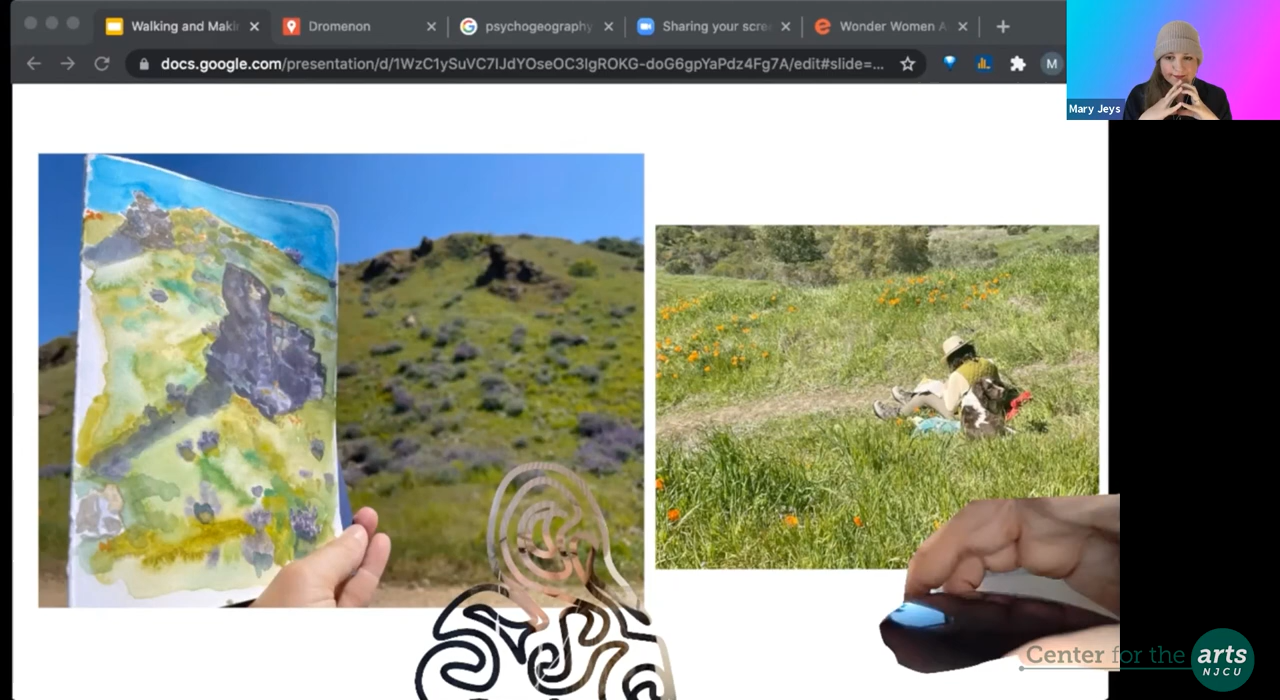 Walking and Maki
Dromenon
psychogeography
Sharing your scre
Wonder Women A
docs.google.com/presentation/d/1WzC1ySuVC7IJdYOseOC3lgROKG-doG6gpYaPdz4Fg7A/edit#slide=...
M
Mary Jeys
Center for the arts
NJCU